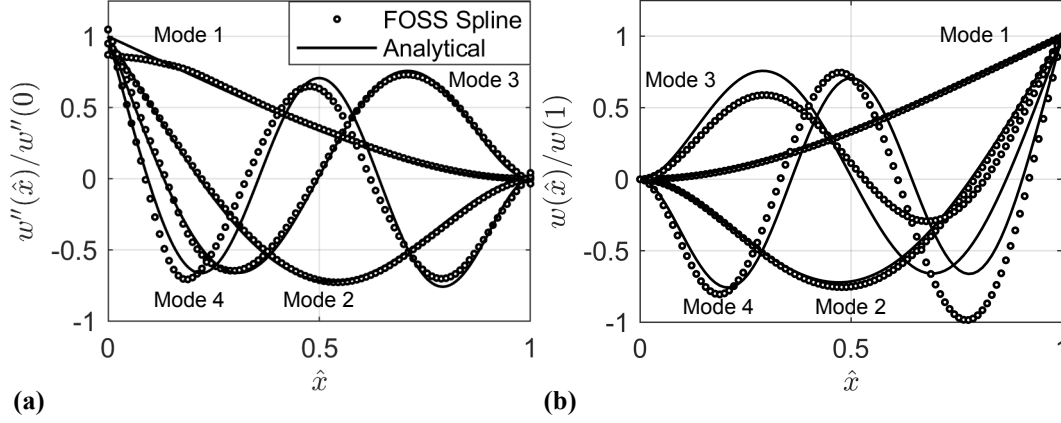 FOSS Spline
Analytical
Mode 1
Mode 3
Mode 4
Mode 2
1
0.5
0
-0.5
-1
0
0.5
1
w''(x̂)/w''(0)
x̂
(a)
Mode 1
Mode 3
Mode 4
Mode 2
1
0.5
0
-0.5
-1
0
0.5
1
w(x̂)/w(1)
x̂
(b)